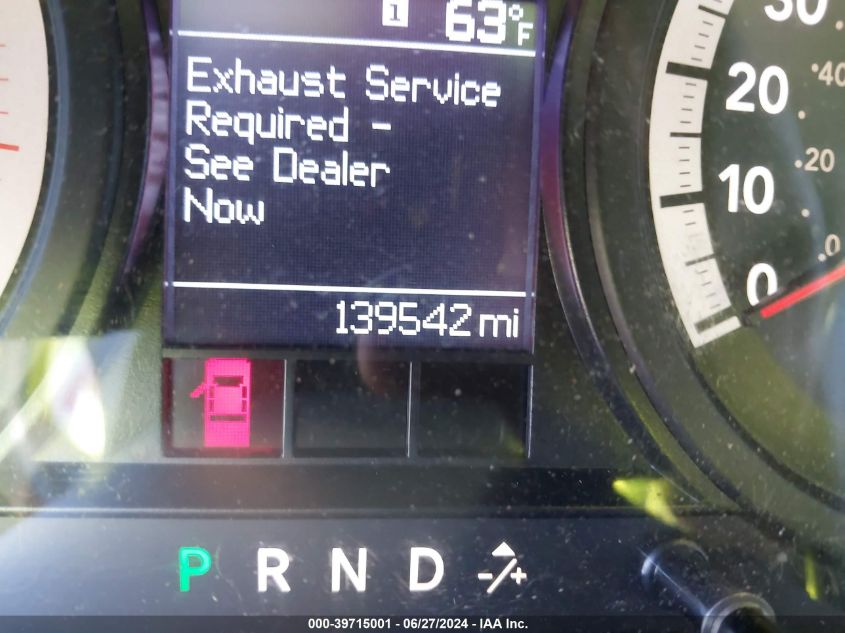 1 63°F
Exhaust Service
Required -
See Dealer
Now
139542 mi
30
20
10
0
40
20
0
P R N D -/+
000-39715001 - 06/27/2024 - IAA Inc.